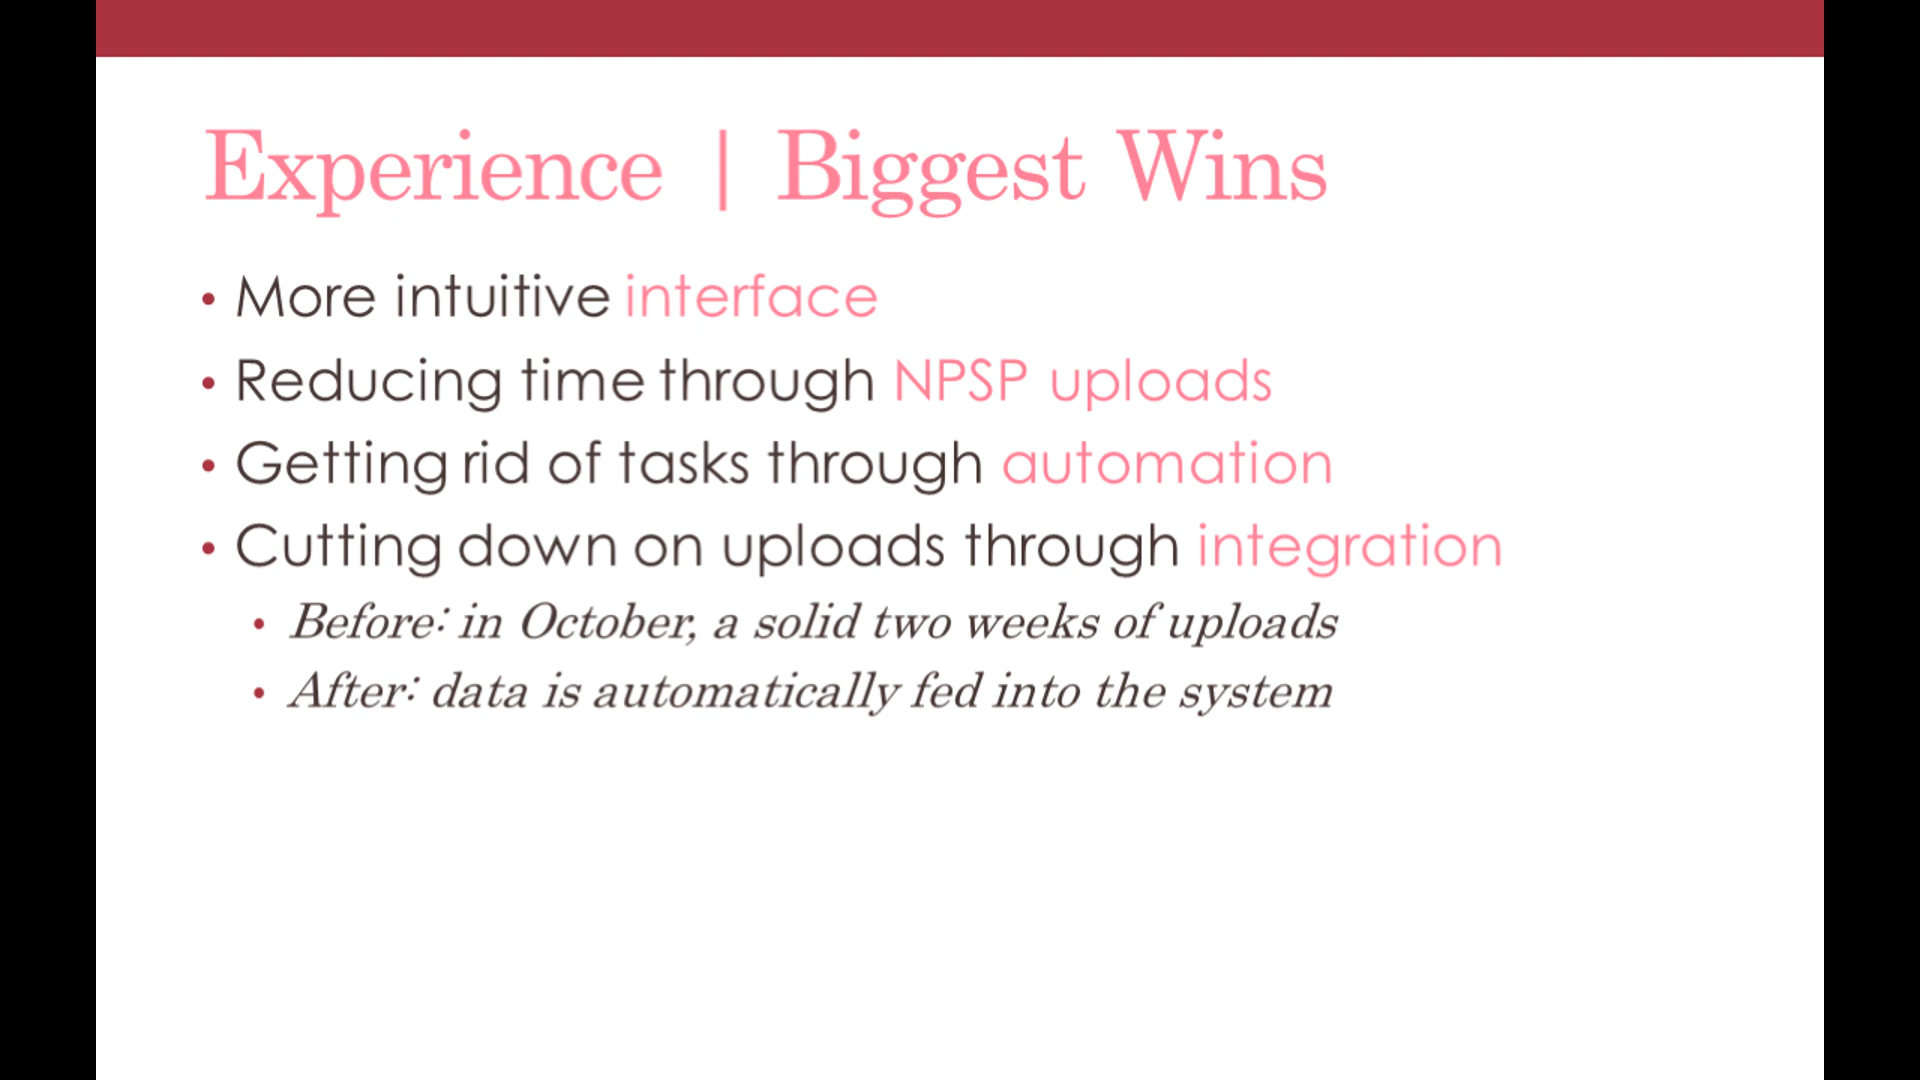 Experience | Biggest Wins
• More intuitive interface
• Reducing time through NPSP uploads
• Getting rid of tasks through automation
• Cutting down on uploads through integration
• Before: in October, a solid two weeks of uploads
• After: data is automatically fed into the system